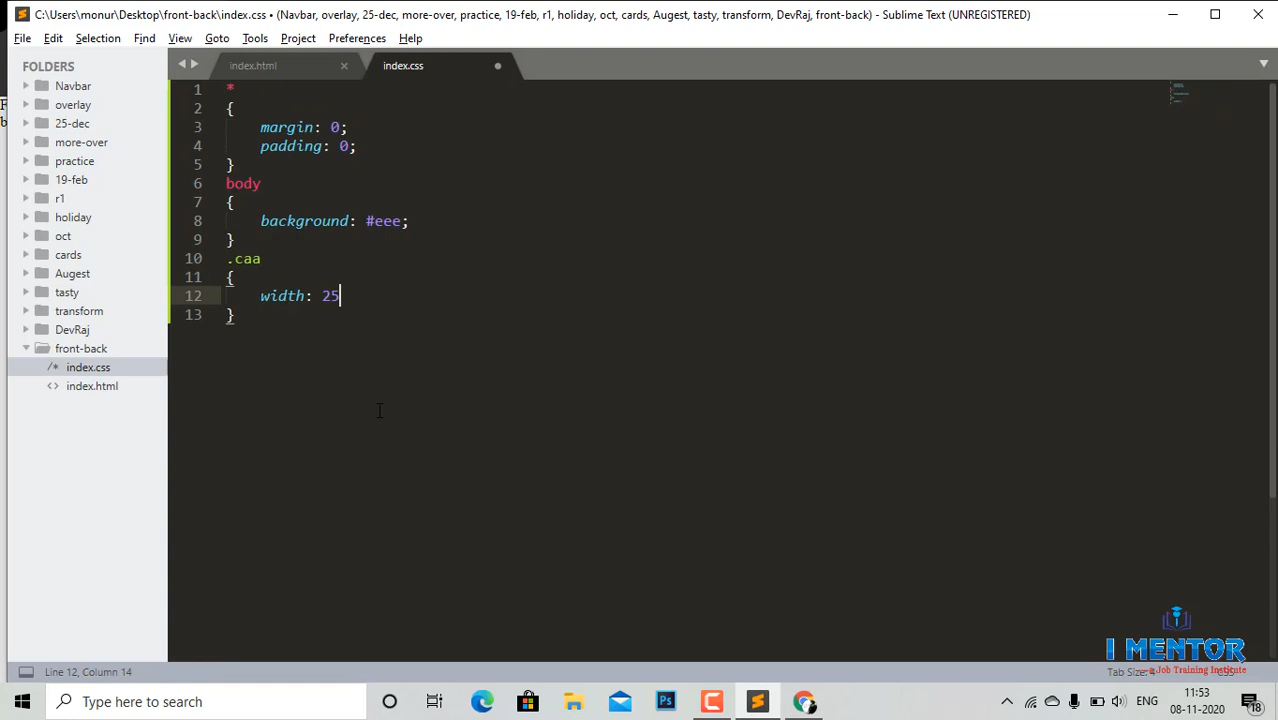 C:\Users\monur\Desktop\front-back\index.css • (Navbar, overlay, 25-dec, more-over, practice, 19-feb, r1, holiday, oct, cards, Augest, tasty, transform, DevRaj, front-back) - Sublime Text (UNREGISTERED)
File Edit Selection Find View Goto Tools Project Preferences Help
FOLDERS
Navbar
overlay
25-dec
more-over
practice
19-feb
r1
holiday
oct
cards
Augest
tasty
transform
DevRaj
front-back
/* index.css
<> index.html
index.html × index.css
1 *
2 {
3 margin: 0;
4 padding: 0;
5 }
6 body
7 {
8 background: #eee;
9 }
10 .caa
11 {
12 width: 25
13 }
I MENTOR
a Job Training Institute
Line 12, Column 14
CSS
Type here to search
Ps
ENG
11:53
08-11-2020
18